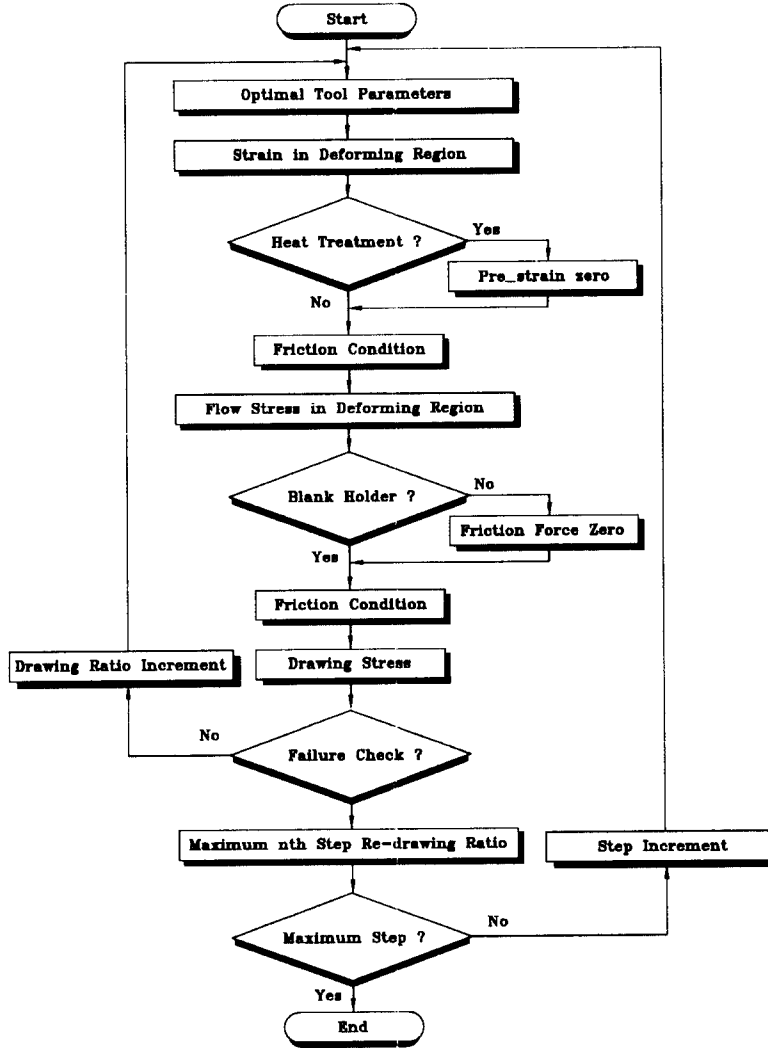 Start
Optimal Tool Parameters
Strain in Deforming Region
Heat Treatment ?
Yes
Pre_strain zero
No
Friction Condition
Flow Stress in Deforming Region
Blank Holder ?
No
Friction Force Zero
Yes
Friction Condition
Drawing Ratio Increment
Drawing Stress
No
Failure Check ?
Maximum nth Step Re-drawing Ratio
Step Increment
Maximum Step ?
No
Yes
End